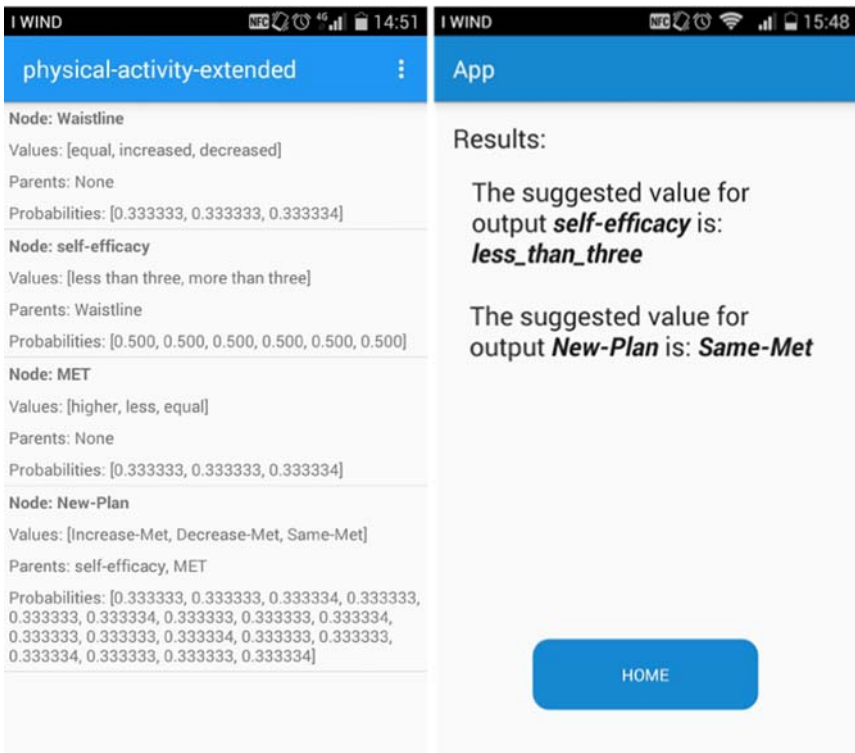 I WIND
NFC 4G 14:51
physical-activity-extended
Node: Waistline
Values: [equal, increased, decreased]
Parents: None
Probabilities: [0.333333, 0.333333, 0.333334]
Node: self-efficacy
Values: [less than three, more than three]
Parents: Waistline
Probabilities: [0.500, 0.500, 0.500, 0.500, 0.500, 0.500]
Node: MET
Values: [higher, less, equal]
Parents: None
Probabilities: [0.333333, 0.333333, 0.333334]
Node: New-Plan
Values: [Increase-Met, Decrease-Met, Same-Met]
Parents: self-efficacy, MET
Probabilities: [0.333333, 0.333333, 0.333334, 0.333333,
0.333333, 0.333334, 0.333333, 0.333333, 0.333334,
0.333333, 0.333333, 0.333334, 0.333333, 0.333333,
0.333334, 0.333333, 0.333333, 0.333334]
I WIND
NFC 15:48
App
Results:
The suggested value for
output self-efficacy is:
less_than_three
The suggested value for
output New-Plan is: Same-Met
HOME